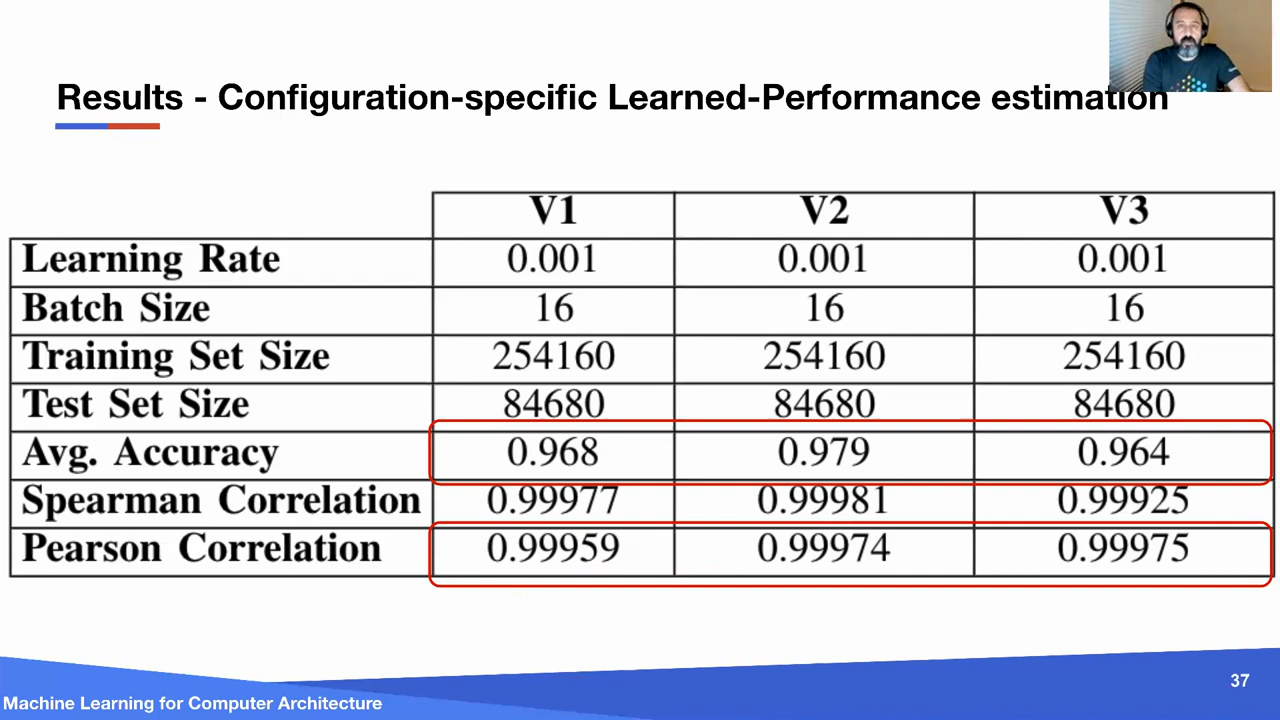 Results - Configuration-specific Learned-Performance estimation
V1 V2 V3
Learning Rate 0.001 0.001 0.001
Batch Size 16 16 16
Training Set Size 254160 254160 254160
Test Set Size 84680 84680 84680
Avg. Accuracy 0.968 0.979 0.964
Spearman Correlation 0.99977 0.99981 0.99925
Pearson Correlation 0.99959 0.99974 0.99975
37
Machine Learning for Computer Architecture